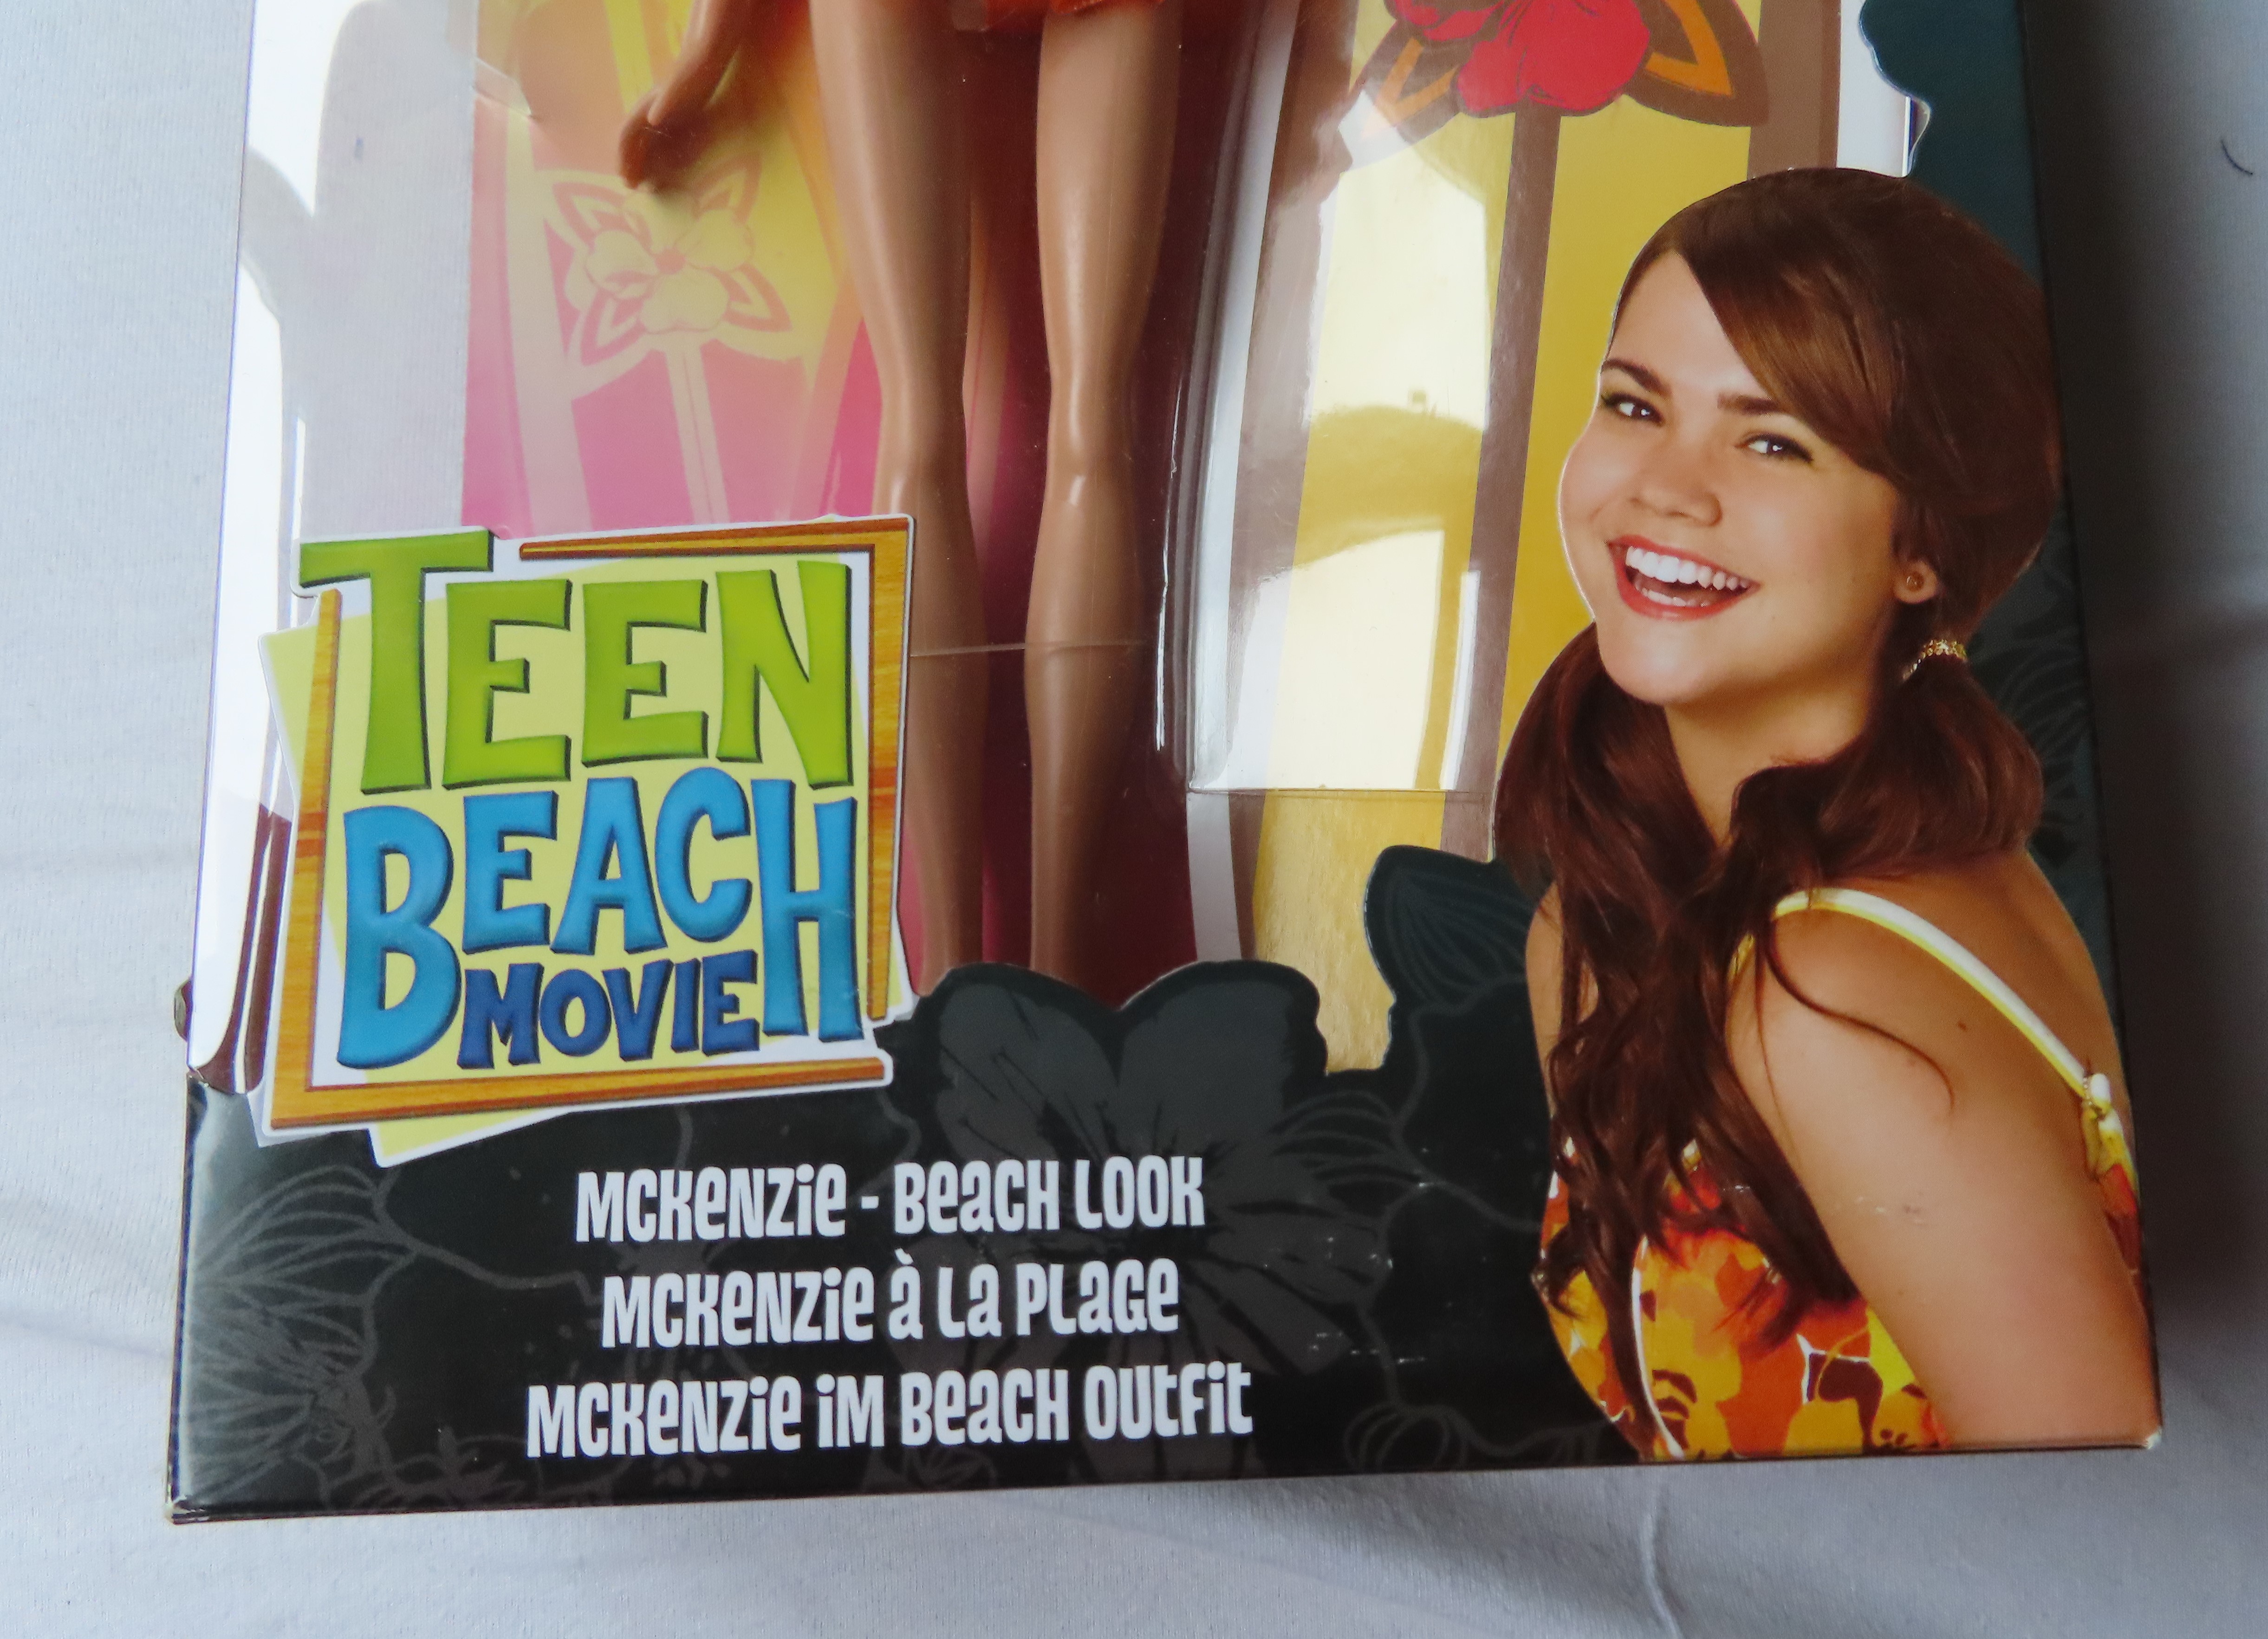 TEEN
BEACH
MOVIE
MCKENZIE - BEACH LOOK
MCKENZIE À LA PLAGE
MCKENZIE IM BEACH OUTFIT